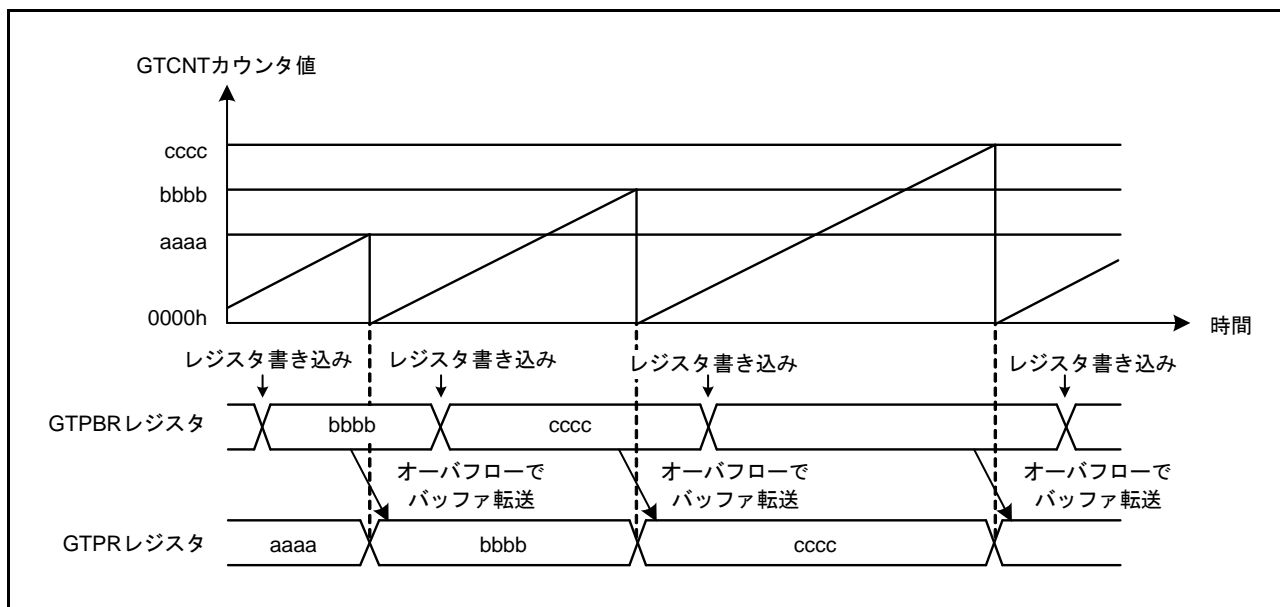 GTCNTカウンタ値
cccc
bbbb
aaaa
0000h
時間
レジスタ書き込み
レジスタ書き込み
レジスタ書き込み
レジスタ書き込み
GTPBRレジスタ
bbbb
cccc
オーバフローで
バッファ転送
オーバフローで
バッファ転送
オーバフローで
バッファ転送
GTPRレジスタ
aaaa
bbbb
cccc